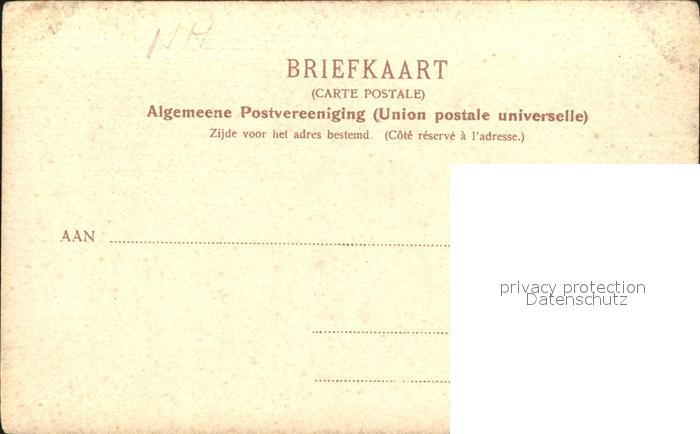 NH
BRIEFKAART
(CARTE POSTALE)
Algemeene Postvereeniging (Union postale universelle)
Zijde voor het adres bestemd. (Côté réservé à l'adresse.)
AAN
privacy protection
Datenschutz